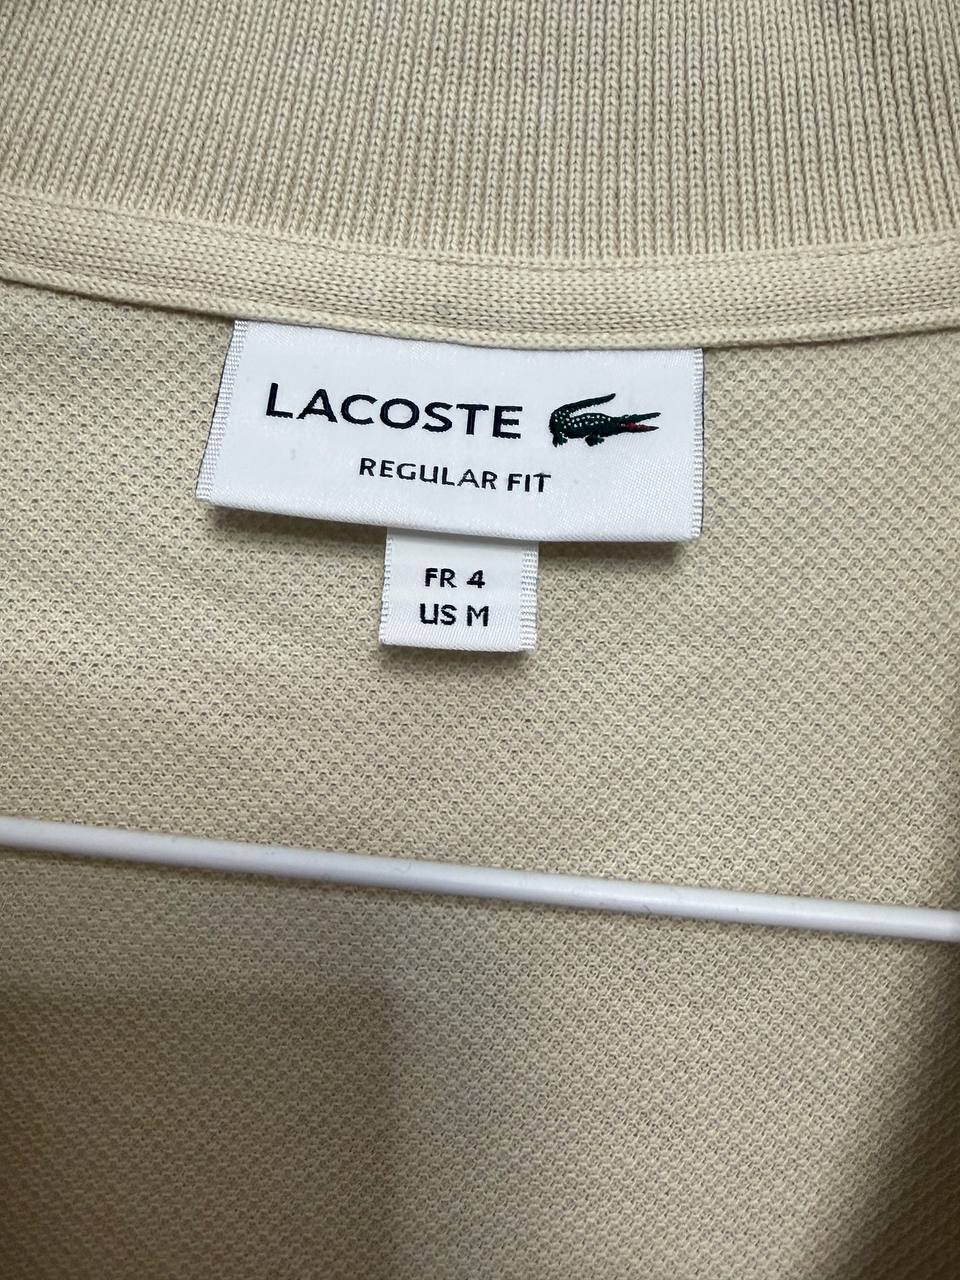 LACOSTE
REGULAR FIT
FR 4
US M